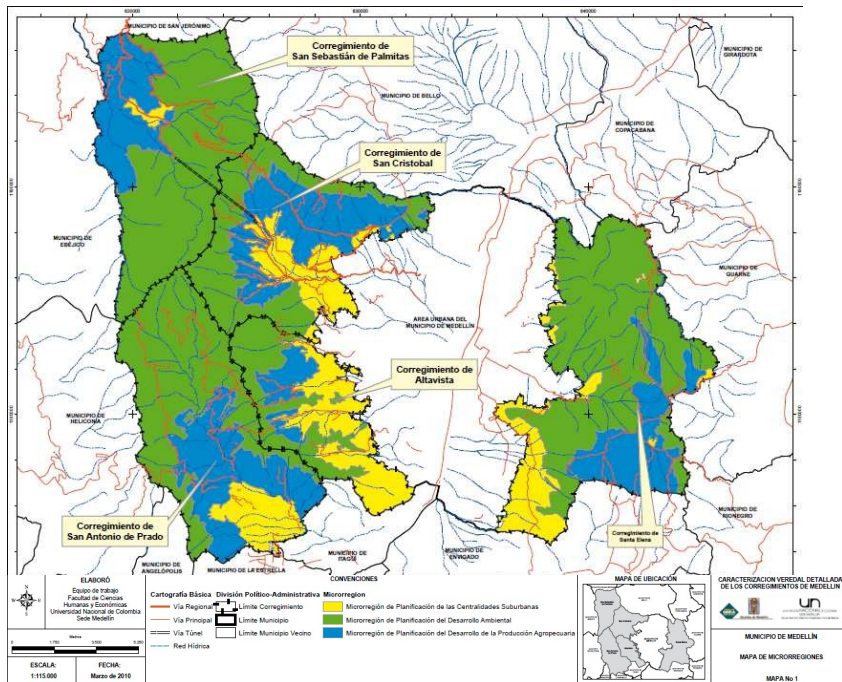 MUNICIPIO DE SAN JERÓNIMO
Corregimiento de
San Sebastián de Palmitas
MUNICIPIO DE
GIRARDOTA
MUNICIPIO DE BELLO
MUNICIPIO DE
COPACABANA
Corregimiento de
San Cristobal
MUNICIPIO DE
EBÉJICO
MUNICIPIO DE
GUARNE
AREA URBANA DEL
MUNICIPIO DE MEDELLÍN
Corregimiento de
Altavista
MUNICIPIO DE
HELICONIA
Corregimiento de
San Antonio de Prado
Corregimiento de
Santa Elena
MUNICIPIO DE
RIONEGRO
MUNICIPIO DE
ANGELÓPOLIS
MUNICIPIO DE LA ESTRELLA
MUNICIPIO DE
ITAGUI
MUNICIPIO DE
ENVIGADO
ELABORÓ
Equipo de trabajo
Facultad de Ciencias
Humanas y Económicas
Universidad Nacional de Colombia
Sede Medellín
ESCALA:
1:115.000
FECHA:
Marzo de 2010
CONVENCIONES
Cartografía Básica
Vía Regional
Vía Principal
Vía Túnel
Red Hídrica
División Político-Administrativa
Límite Corregimiento
Límite Municipio
Límite Municipio Vecino
Microrregion
Microrregión de Planificación de las Centralidades Suburbanas
Microrregión de Planificación del Desarrollo Ambiental
Microrregión de Planificación del Desarrollo de la Producción Agropecuaria
MAPA DE UBICACIÓN
CARACTERIZACION VEREDAL DETALLADA
DE LOS CORREGIMIENTOS DE MEDELLIN
MUNICIPIO DE MEDELLÍN
MAPA DE MICRORREGIONES
MAPA No 1